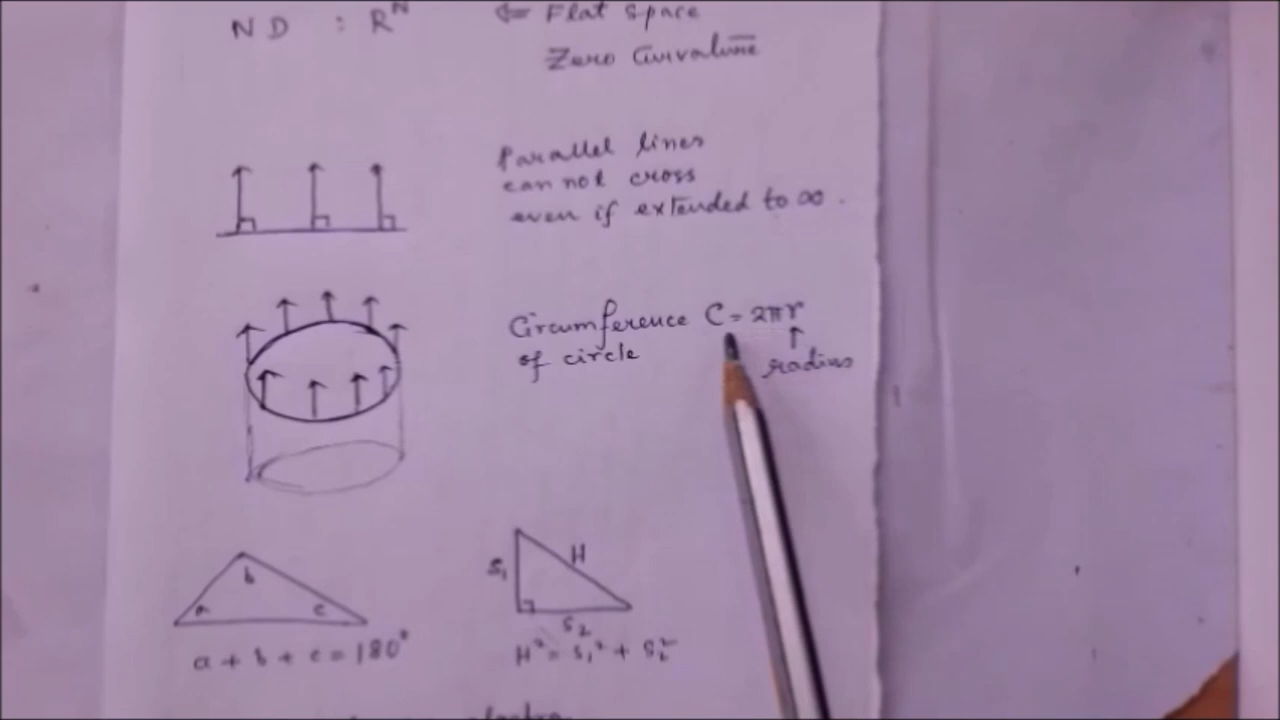 ND : R^N ⇐ Flat space
Zero Curvature
Parallel lines
can not cross
even if extended to ∞.
Circumference C = 2πr
of circle
↑
radius
b
a c
a + b + c = 180°
S₁ H
S₂
H² = S₁² + S₂²